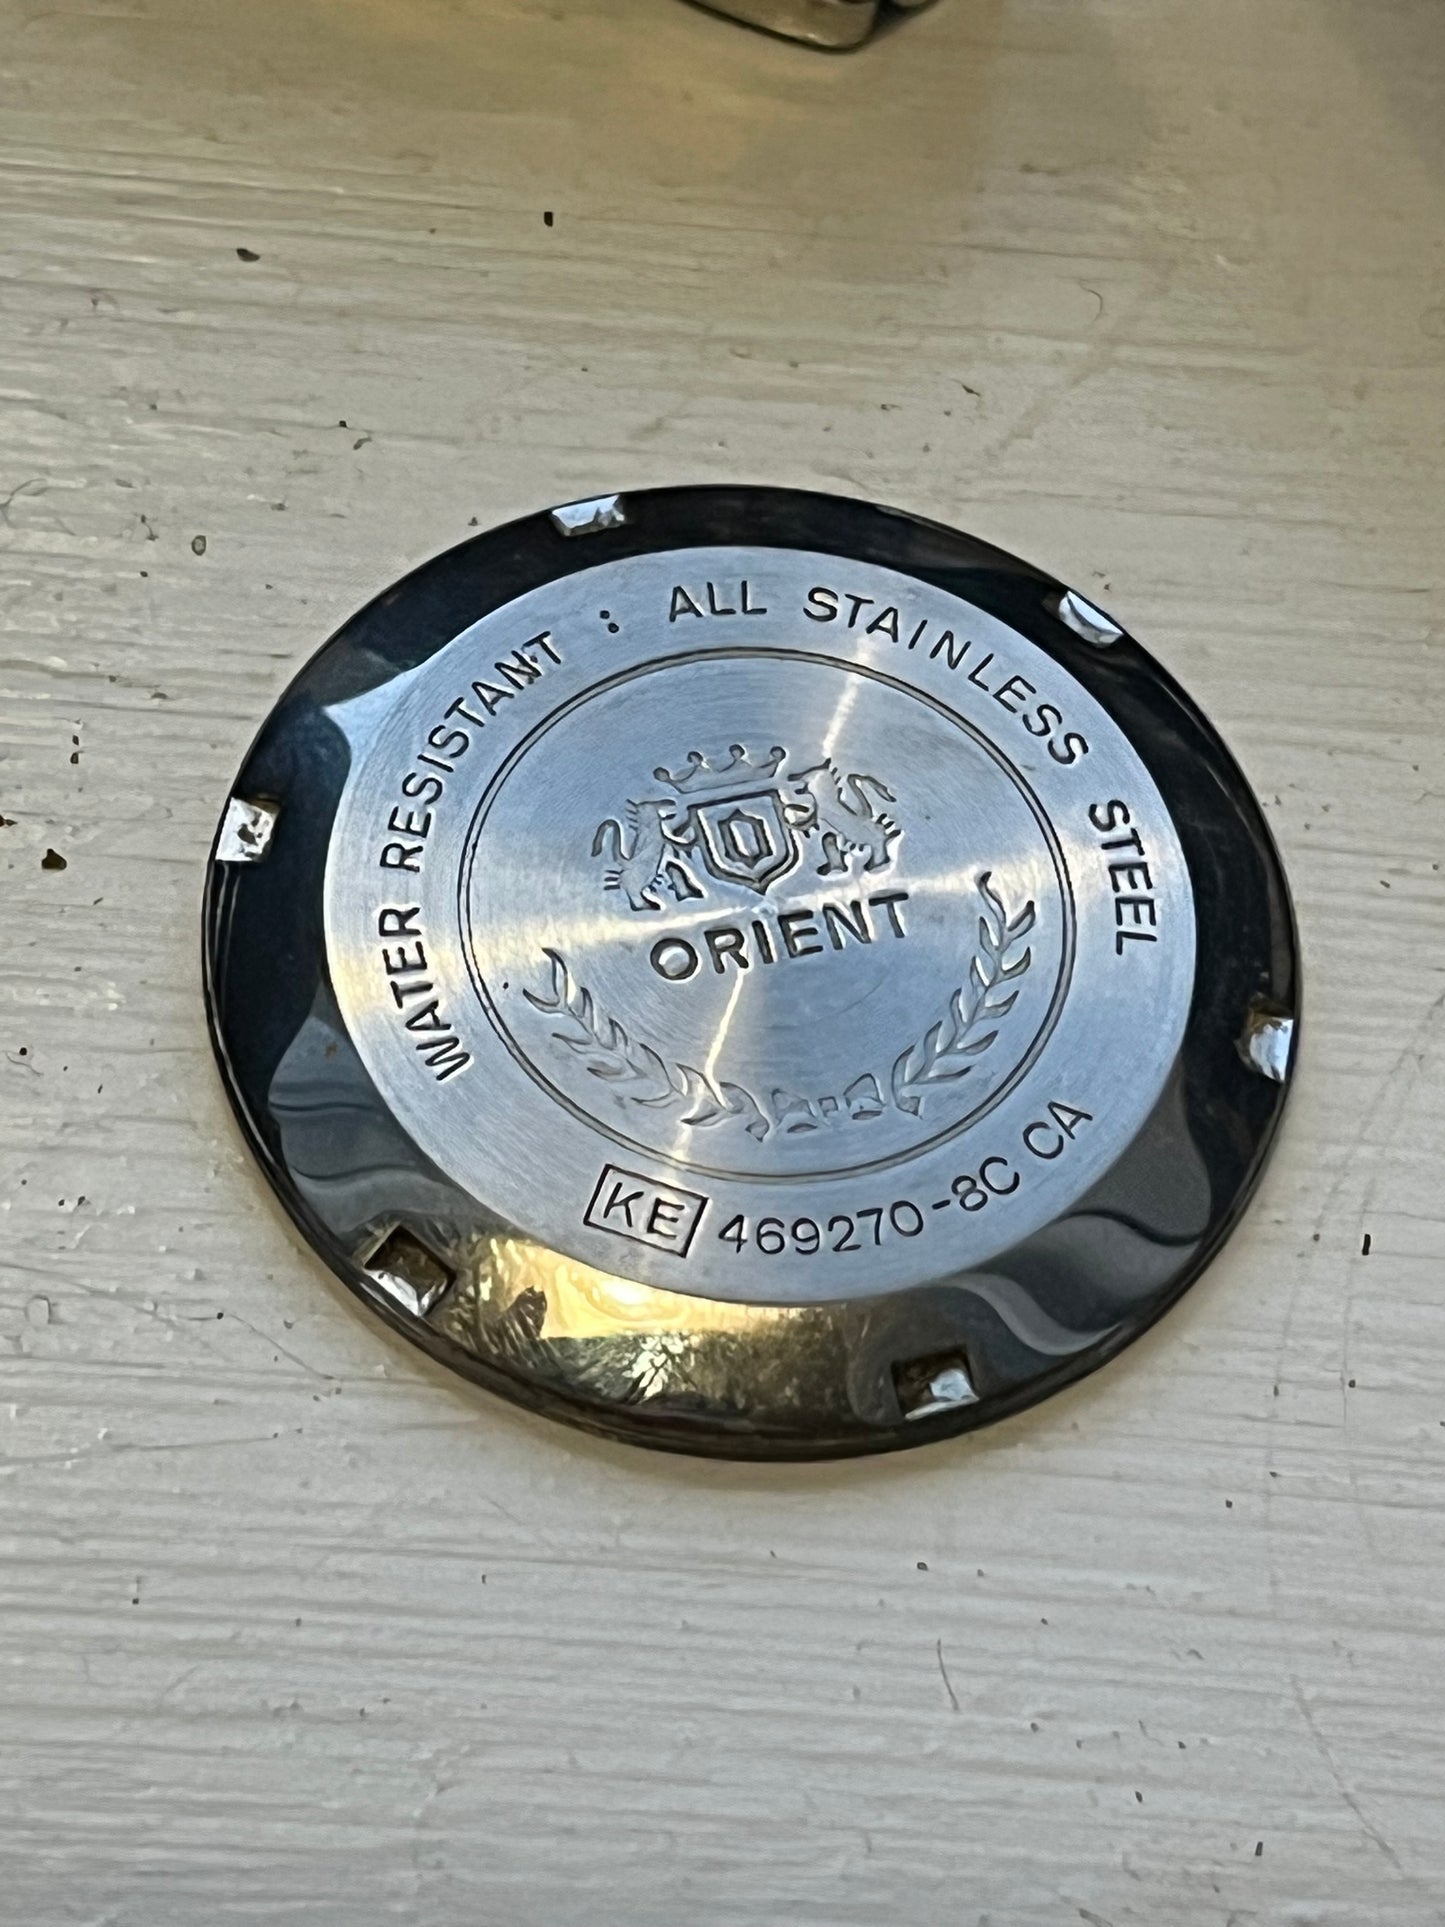 WATER RESISTANT : ALL STAINLESS STEEL
ORIENT
KE 469270-8C CA